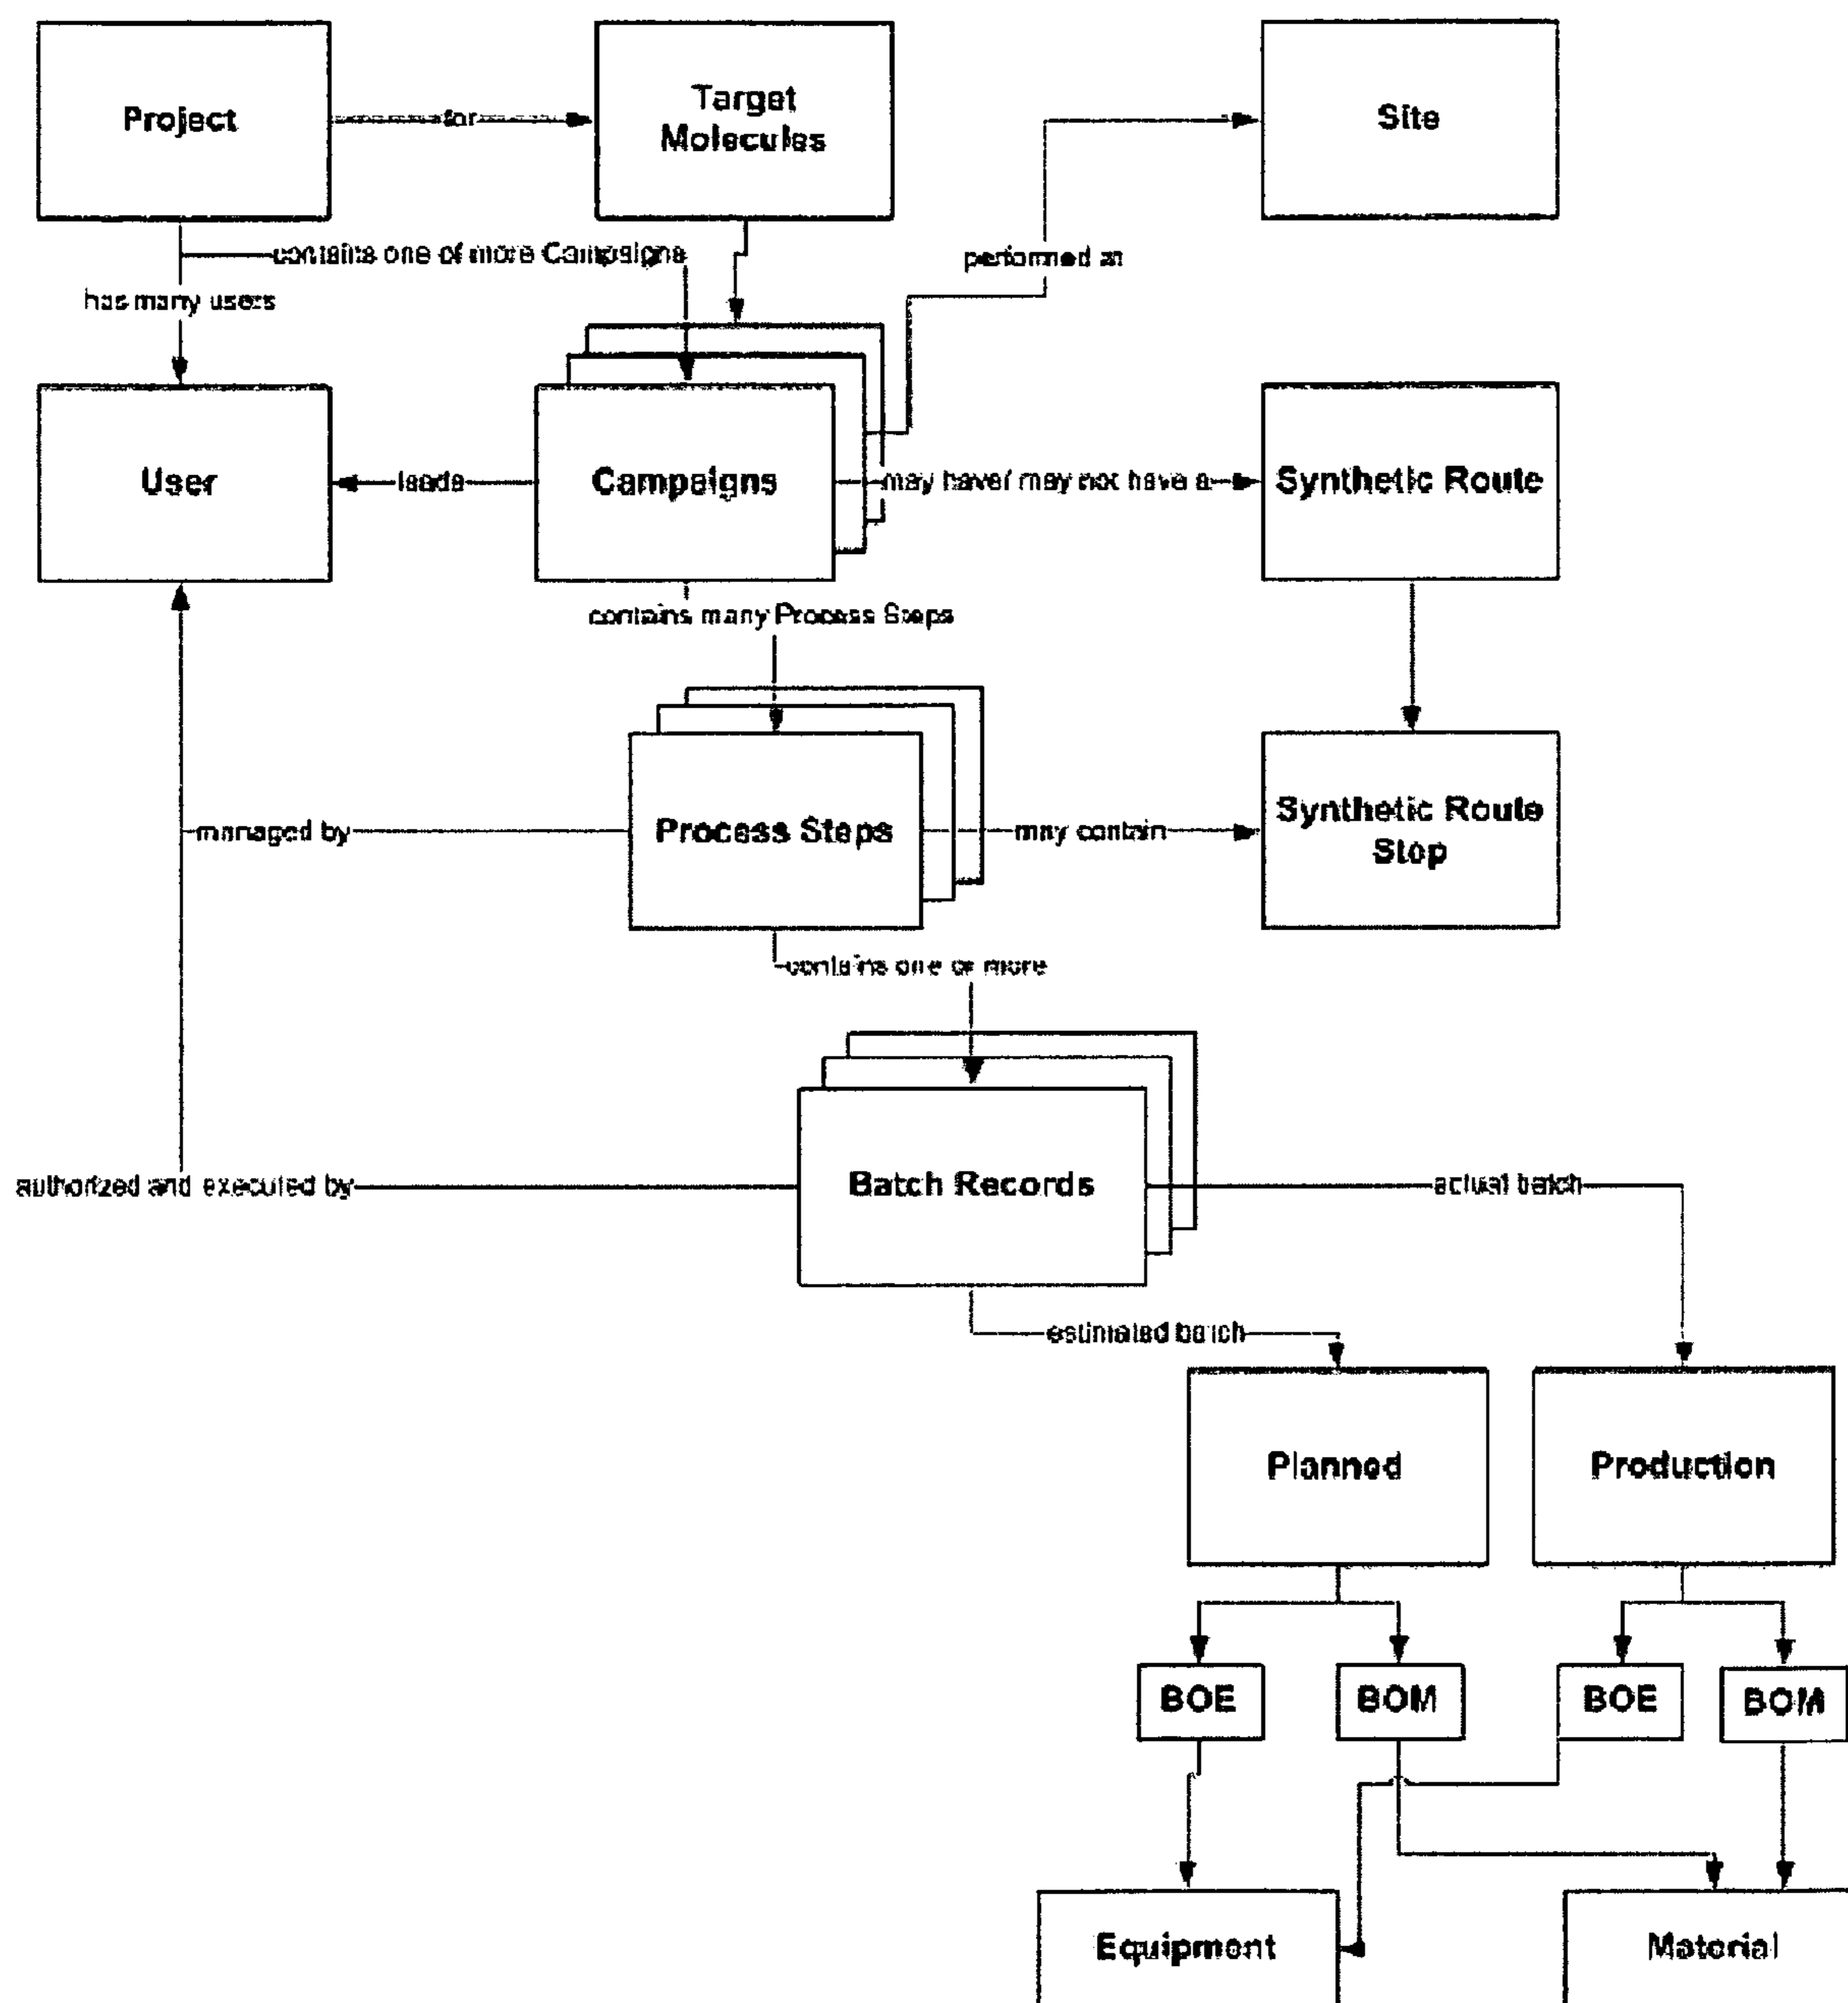 Project
for
Target
Molecules
Site
contains one of more Campaigns
performed at
has many users
User
leads
Campaigns
may have/ may not have a
Synthetic Route
contains many Process Steps
managed by
Process Steps
may contain
Synthetic Route
Step
contains one or more
authorized and executed by
Batch Records
actual batch
estimated batch
Planned
Production
BOE
BOM
BOE
BOM
Equipment
Material